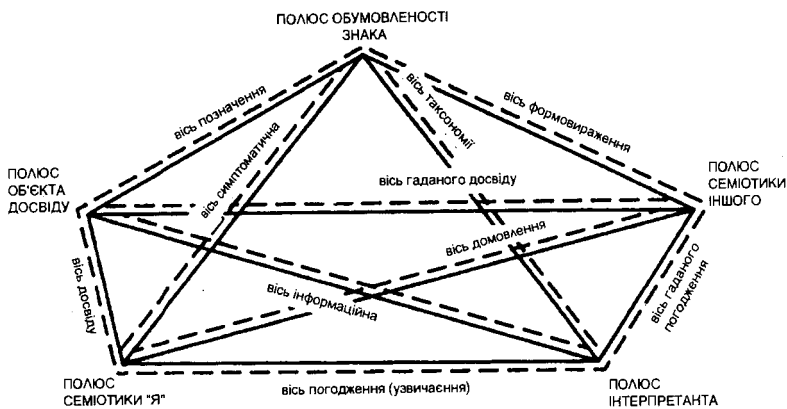 ПОЛЮС ОБУМОВЛЕНОСТІ
ЗНАКА
вісь позначення
вісь таксономії
вісь формовираження
вісь симптоматична
ПОЛЮС
ОБ'ЄКТА
ДОСВІДУ
вісь гаданого досвіду
ПОЛЮС
СЕМІОТИКИ
ІНШОГО
вісь домовлення
вісь досвіду
вісь інформаційна
вісь гаданого
погодження
ПОЛЮС
СЕМІОТИКИ "Я"
вісь погодження (узвичаєння)
ПОЛЮС
ІНТЕРПРЕТАНТА